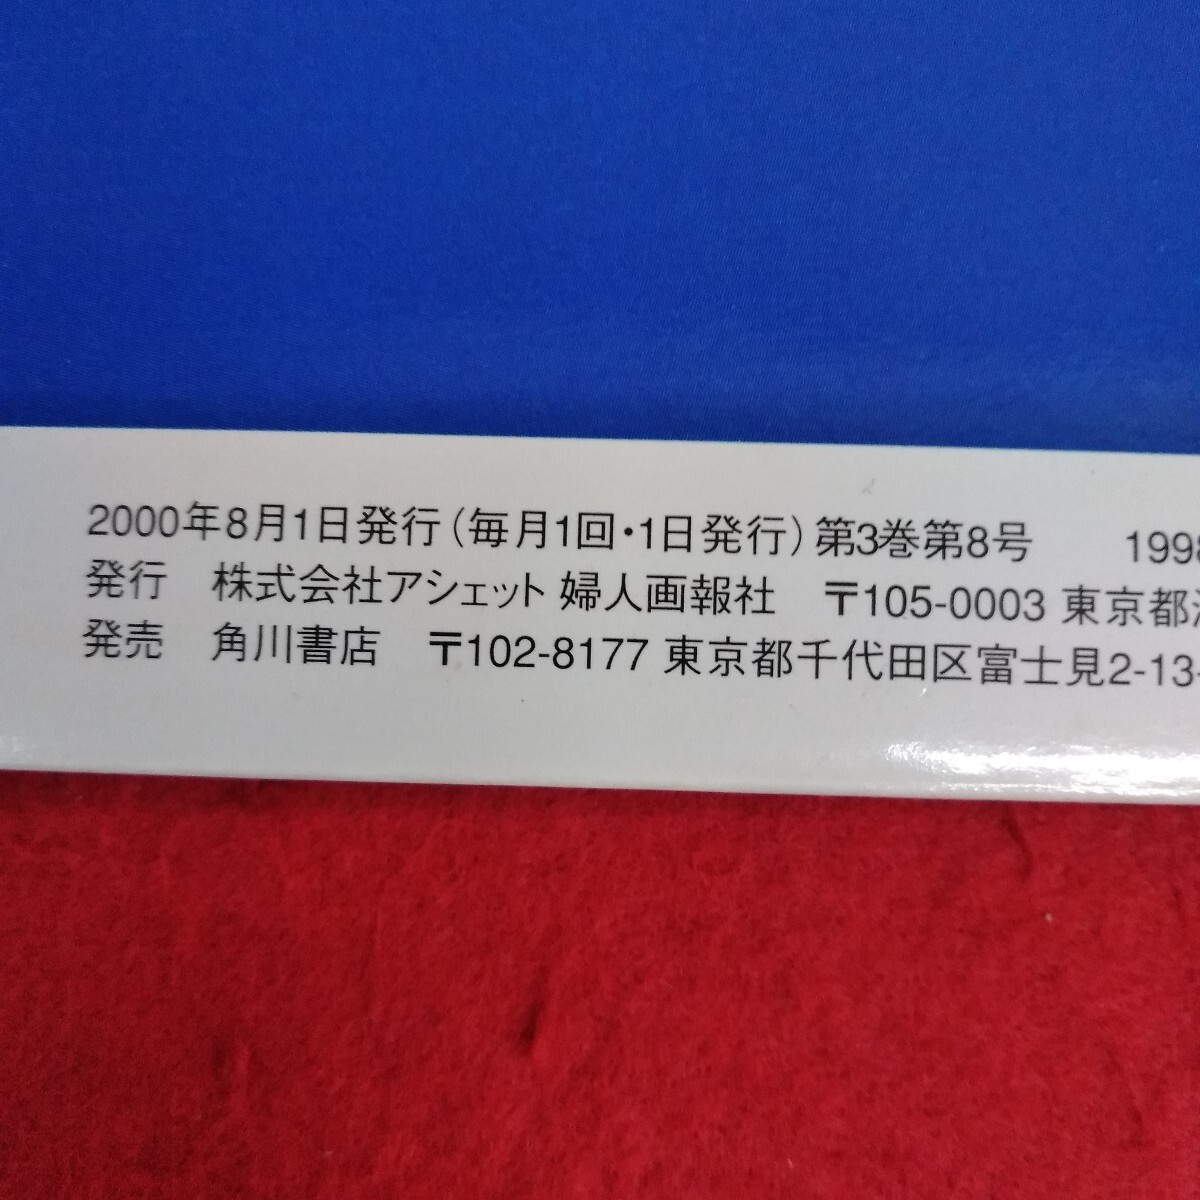 2000年8月1日発行（毎月1回・1日発行）第3巻第8号　1998
発行　株式会社アシェット 婦人画報社　〒105-0003 東京都
発売　角川書店　〒102-8177 東京都千代田区富士見2-13-